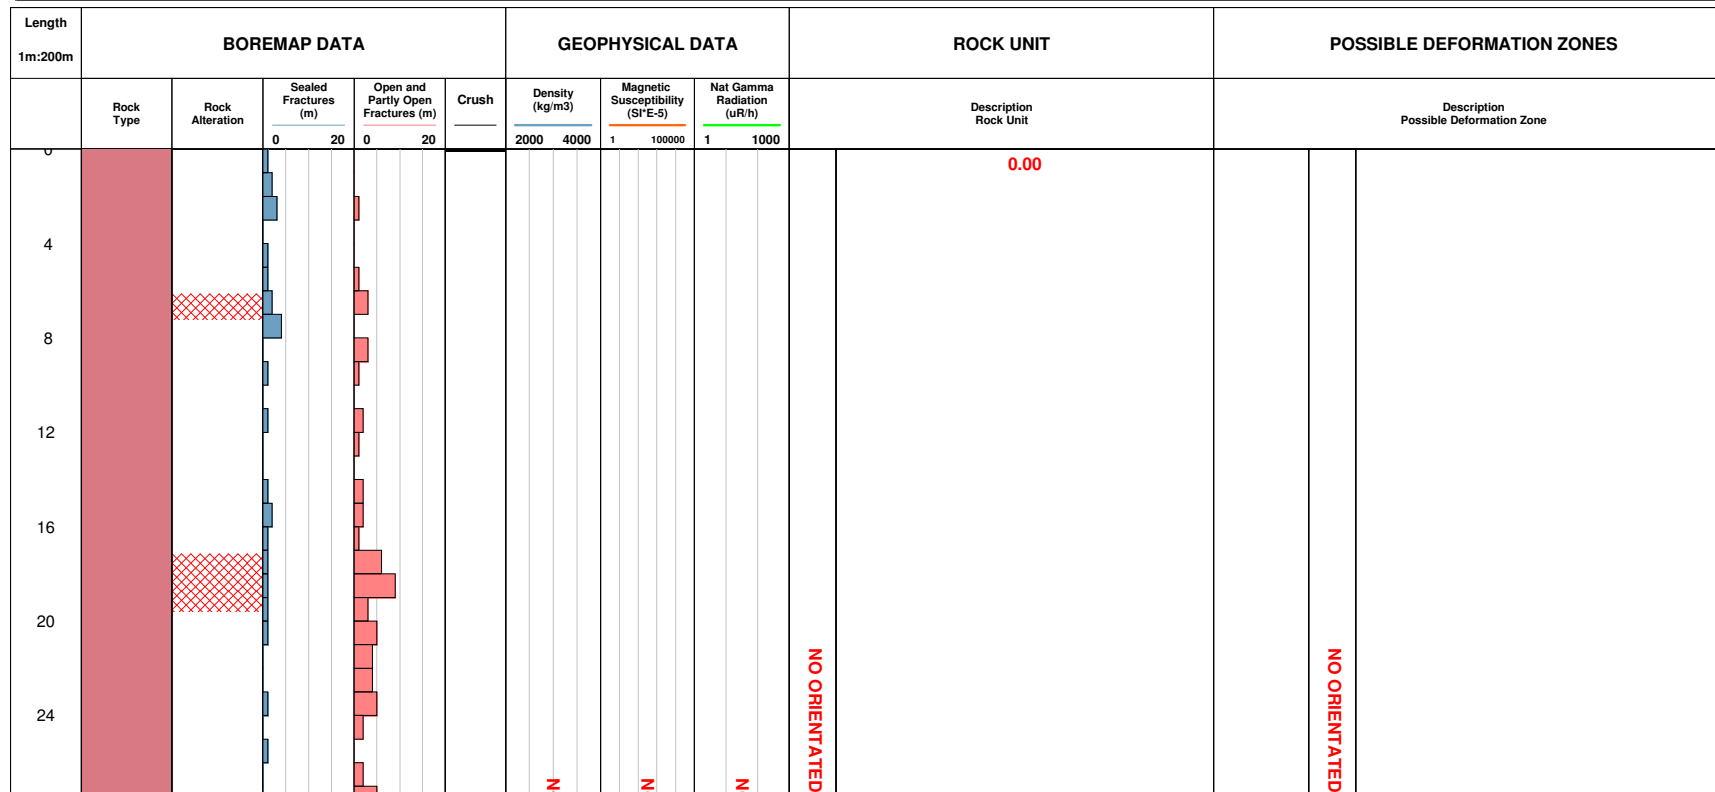 Length
1m:200m
BOREMAP DATA
GEOPHYSICAL DATA
ROCK UNIT
POSSIBLE DEFORMATION ZONES
Rock
Type
Rock
Alteration
Sealed
Fractures
(m)
0 20
Open and
Partly Open
Fractures (m)
0 20
Crush
Density
(kg/m3)
2000 4000
Magnetic
Susceptibility
(SI*E-5)
1 100000
Nat Gamma
Radiation
(uR/h)
1 1000
Description
Rock Unit
Description
Possible Deformation Zone
0
0.00
4
8
12
16
20
24
NO ORIENTATED
NO ORIENTATED
N
N
N